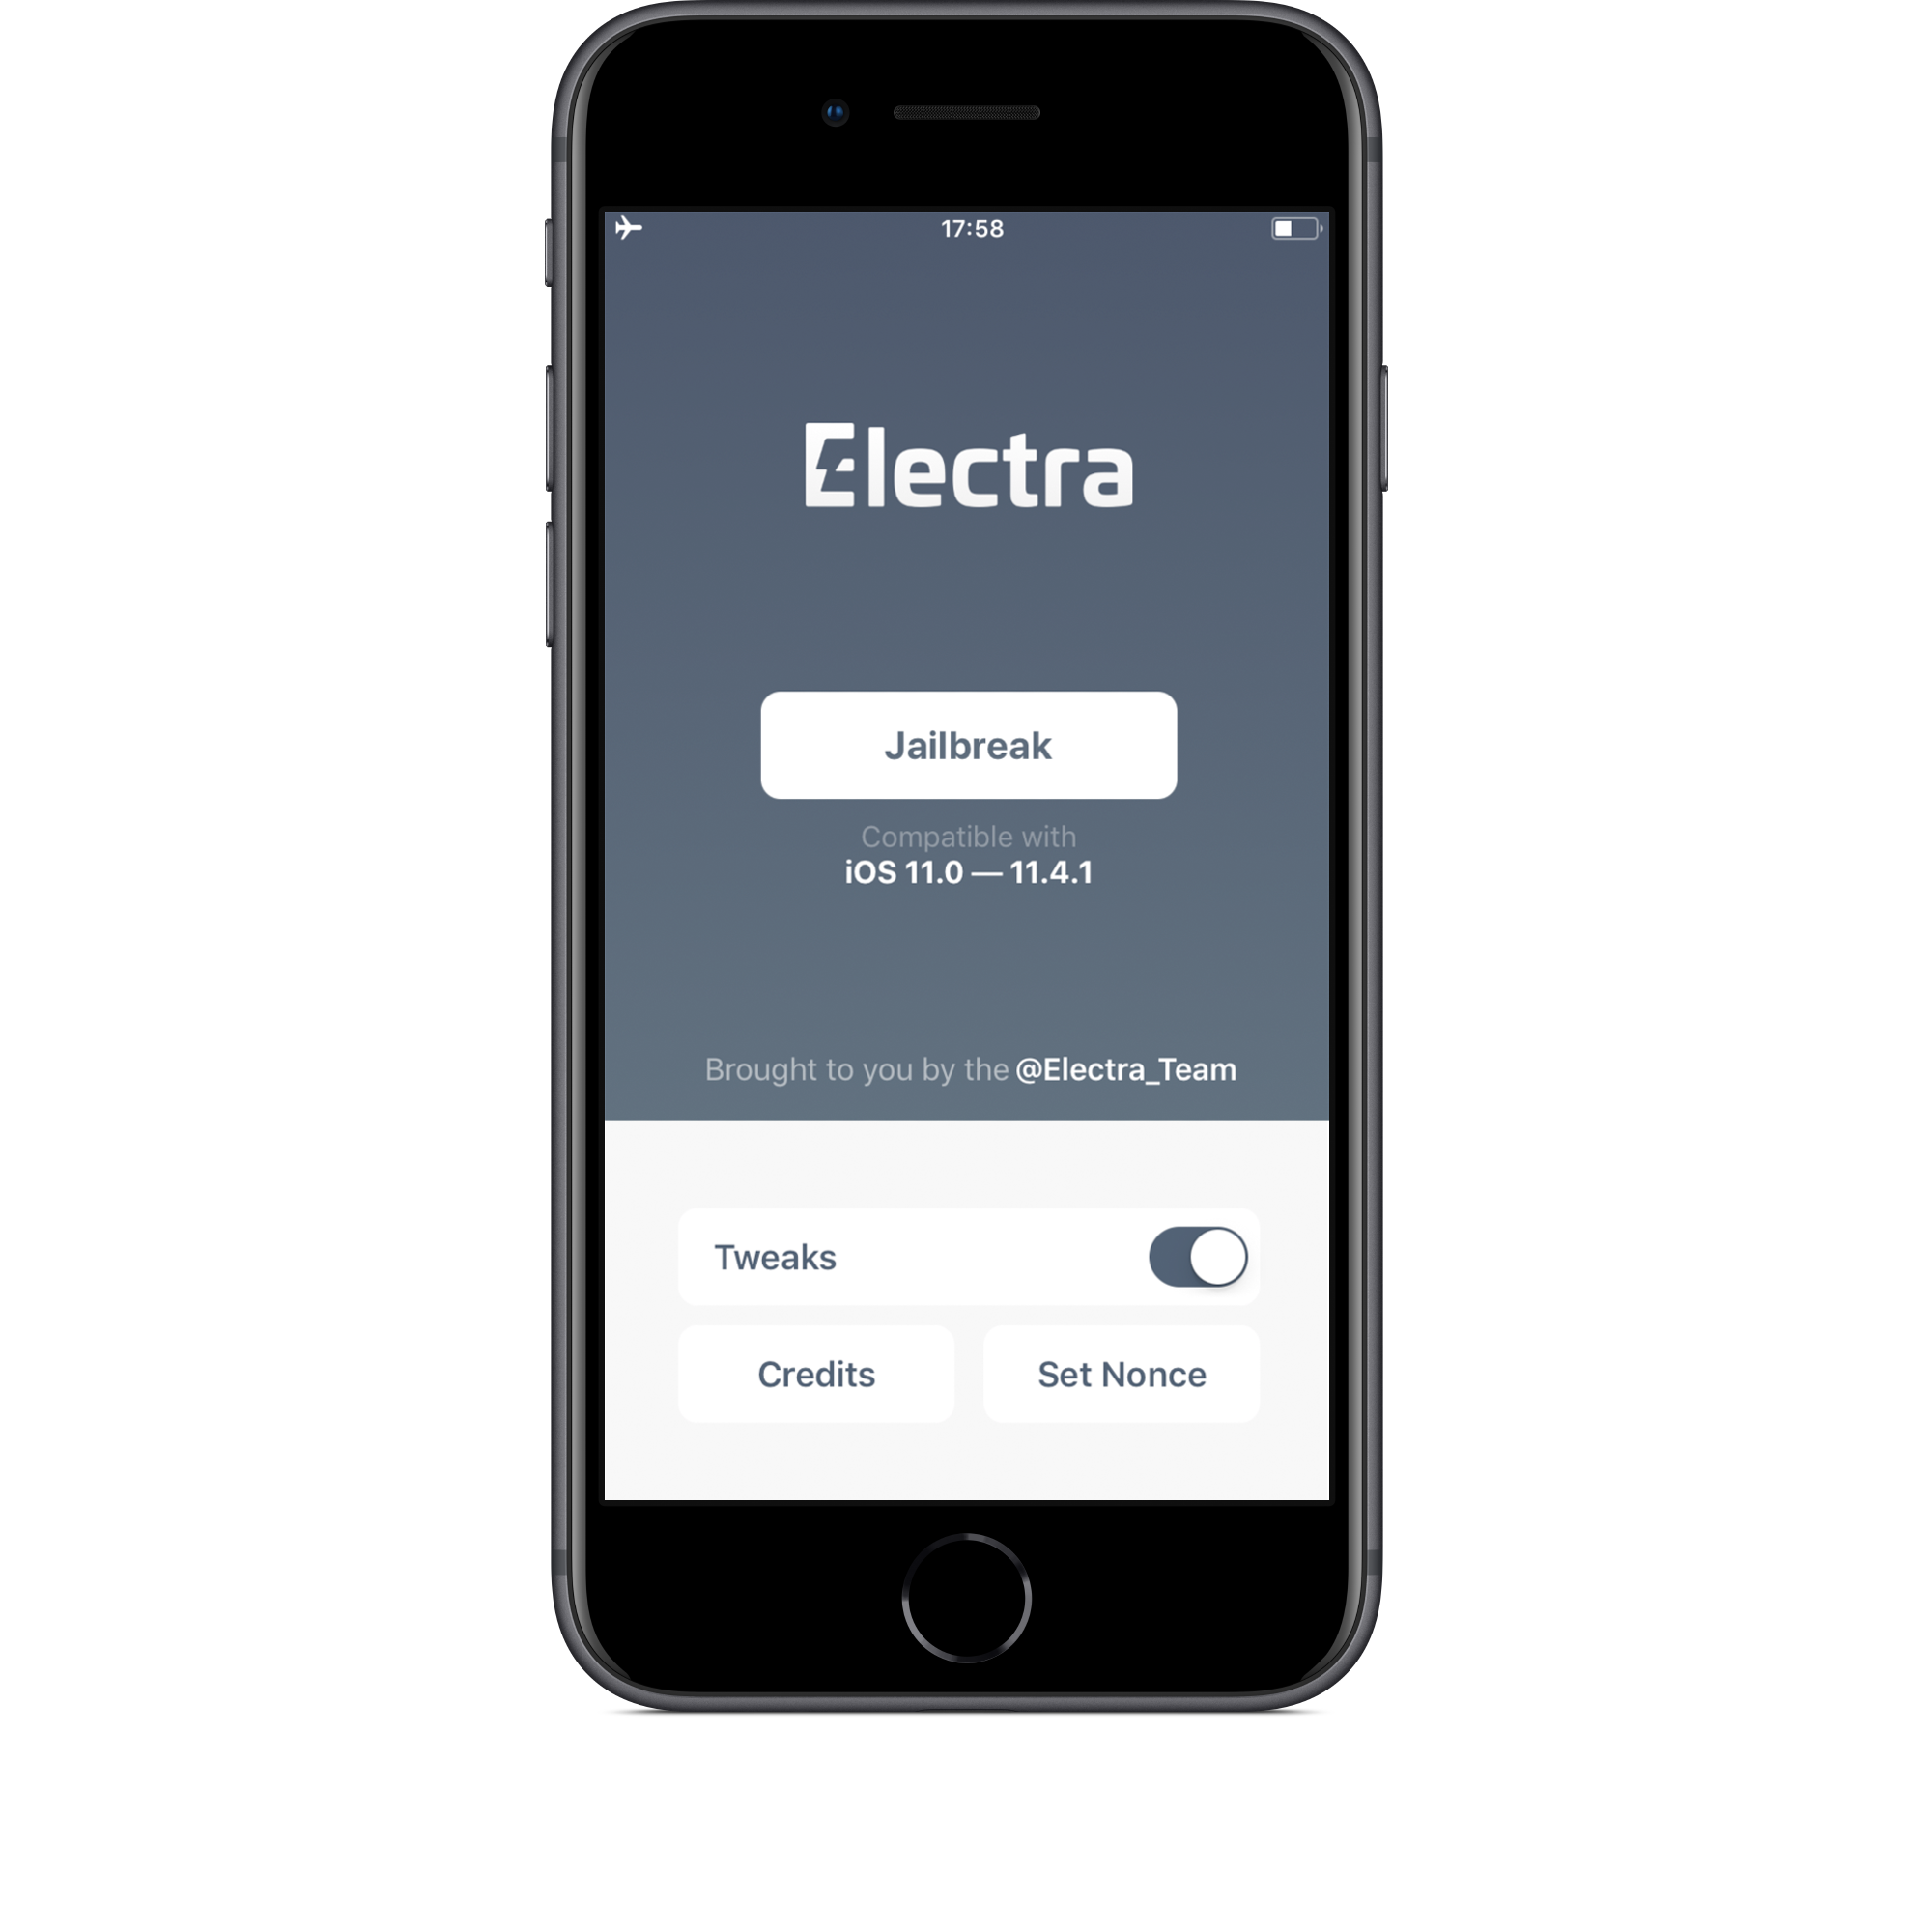 17:58
Electra
Jailbreak
Compatible with
iOS 11.0 — 11.4.1
Brought to you by the @Electra_Team
Tweaks
Credits
Set Nonce